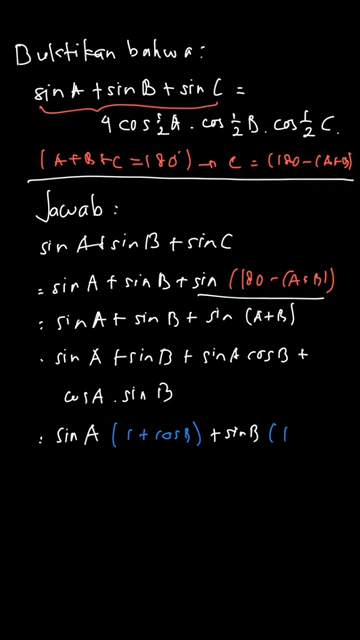 Buktikan bahwa:
sin A + sin B + sin C =
4 cos ½ A . cos ½ B . cos ½ C.
(A+B+C = 180° → C = (180 - (A+B)
Jawab :
sin A + sin B + sin C
= sin A + sin B + sin (180 - (A+B))
= sin A + sin B + sin (A+B)
= sin A + sin B + sin A cos B +
cos A . sin B
= sin A (1 + cos B) + sin B (1